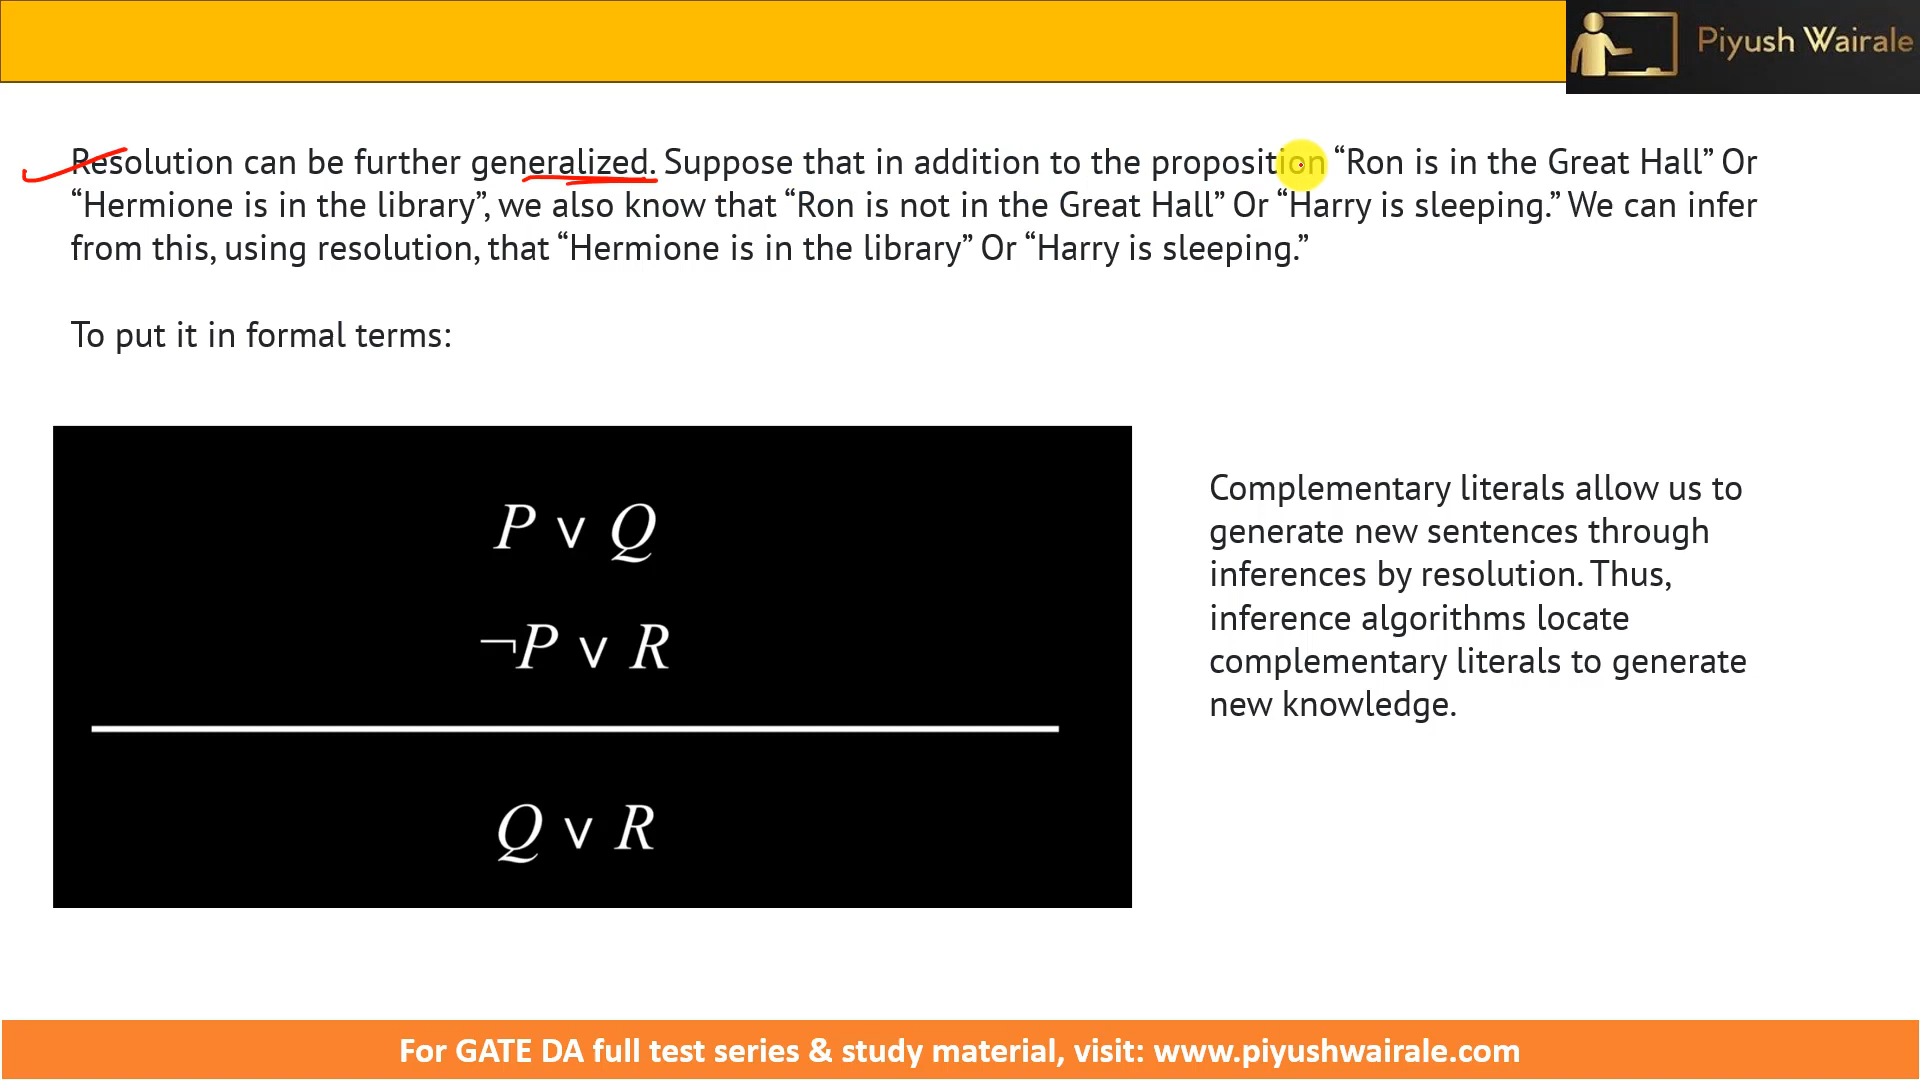 Piyush Wairale
Resolution can be further generalized. Suppose that in addition to the proposition “Ron is in the Great Hall” Or
“Hermione is in the library”, we also know that “Ron is not in the Great Hall” Or “Harry is sleeping.” We can infer
from this, using resolution, that “Hermione is in the library” Or “Harry is sleeping.”
To put it in formal terms:
P ∨ Q
¬P ∨ R
Q ∨ R
Complementary literals allow us to
generate new sentences through
inferences by resolution. Thus,
inference algorithms locate
complementary literals to generate
new knowledge.
For GATE DA full test series & study material, visit: www.piyushwairale.com